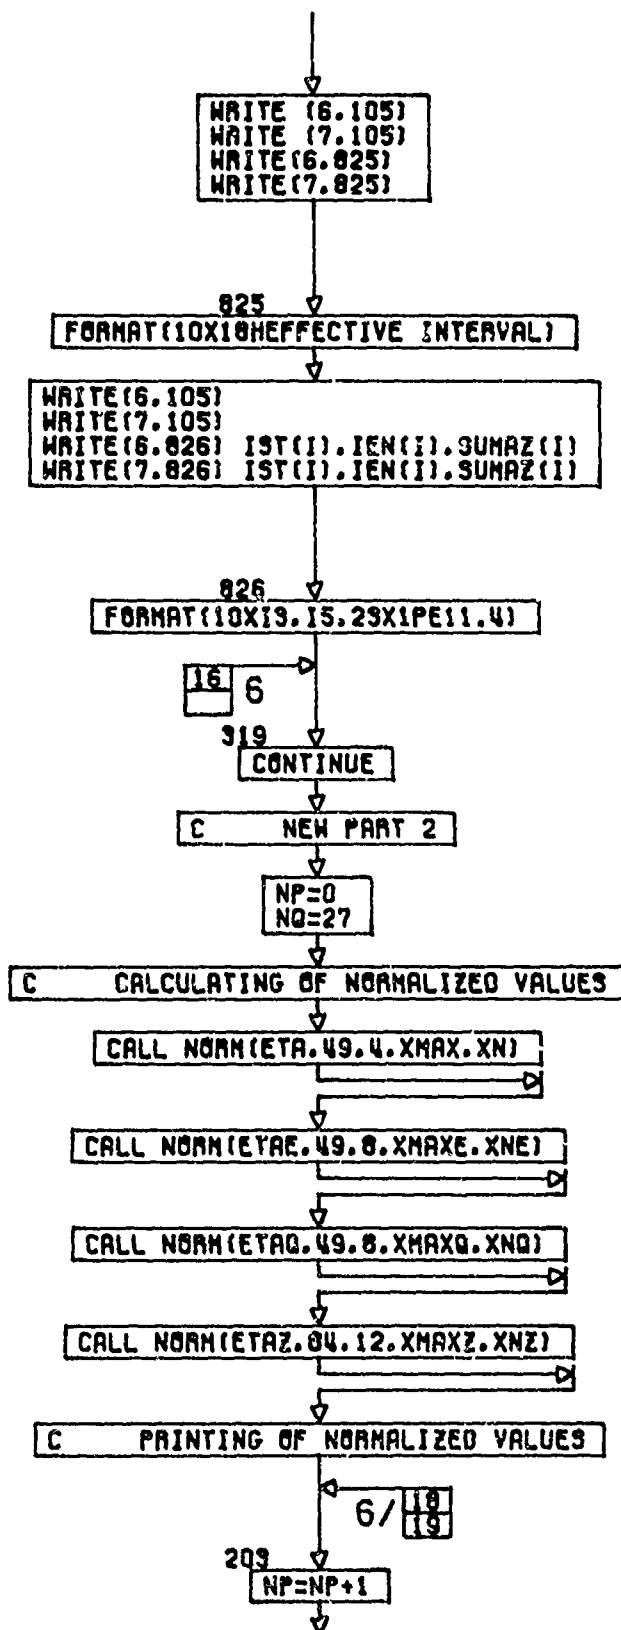 WRITE (6.105)
WRITE (7.105)
WRITE(6.825)
WRITE(7.825)
825
FORMAT(10X18HEFFECTIVE INTERVAL)
WRITE(6.105)
WRITE(7.105)
WRITE(6.826) IST(I).IEN(I).SUMAZ(I)
WRITE(7.826) IST(I).IEN(I).SUMAZ(I)
826
FORMAT(10XI3.I5.23X1PE11.4)
16 6
319
CONTINUE
C NEW PART 2
NP=0
NQ=27
C CALCULATING OF NORMALIZED VALUES
CALL NORM(ETA.49.4.XMAX.XN)
CALL NORM(ETAE.49.8.XMAXE.XNE)
CALL NORM(ETAQ.49.8.XMAXQ.XNQ)
CALL NORM(ETAZ.84.12.XMAXZ.XNZ)
C PRINTING OF NORMALIZED VALUES
6/ 18
19
203
NP=NP+1